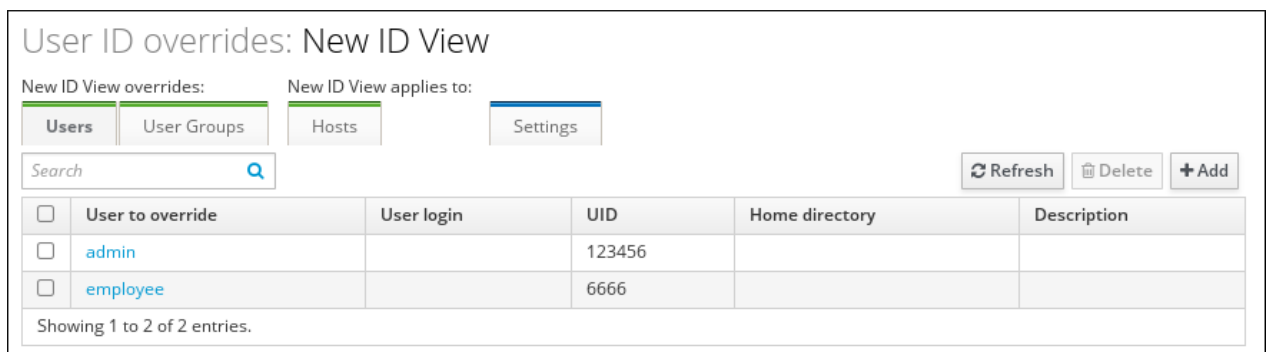 User ID overrides: New ID View
New ID View overrides: New ID View applies to:
Users User Groups Hosts Settings
Search Refresh Delete Add
User to override User login UID Home directory Description
admin 123456
employee 6666
Showing 1 to 2 of 2 entries.